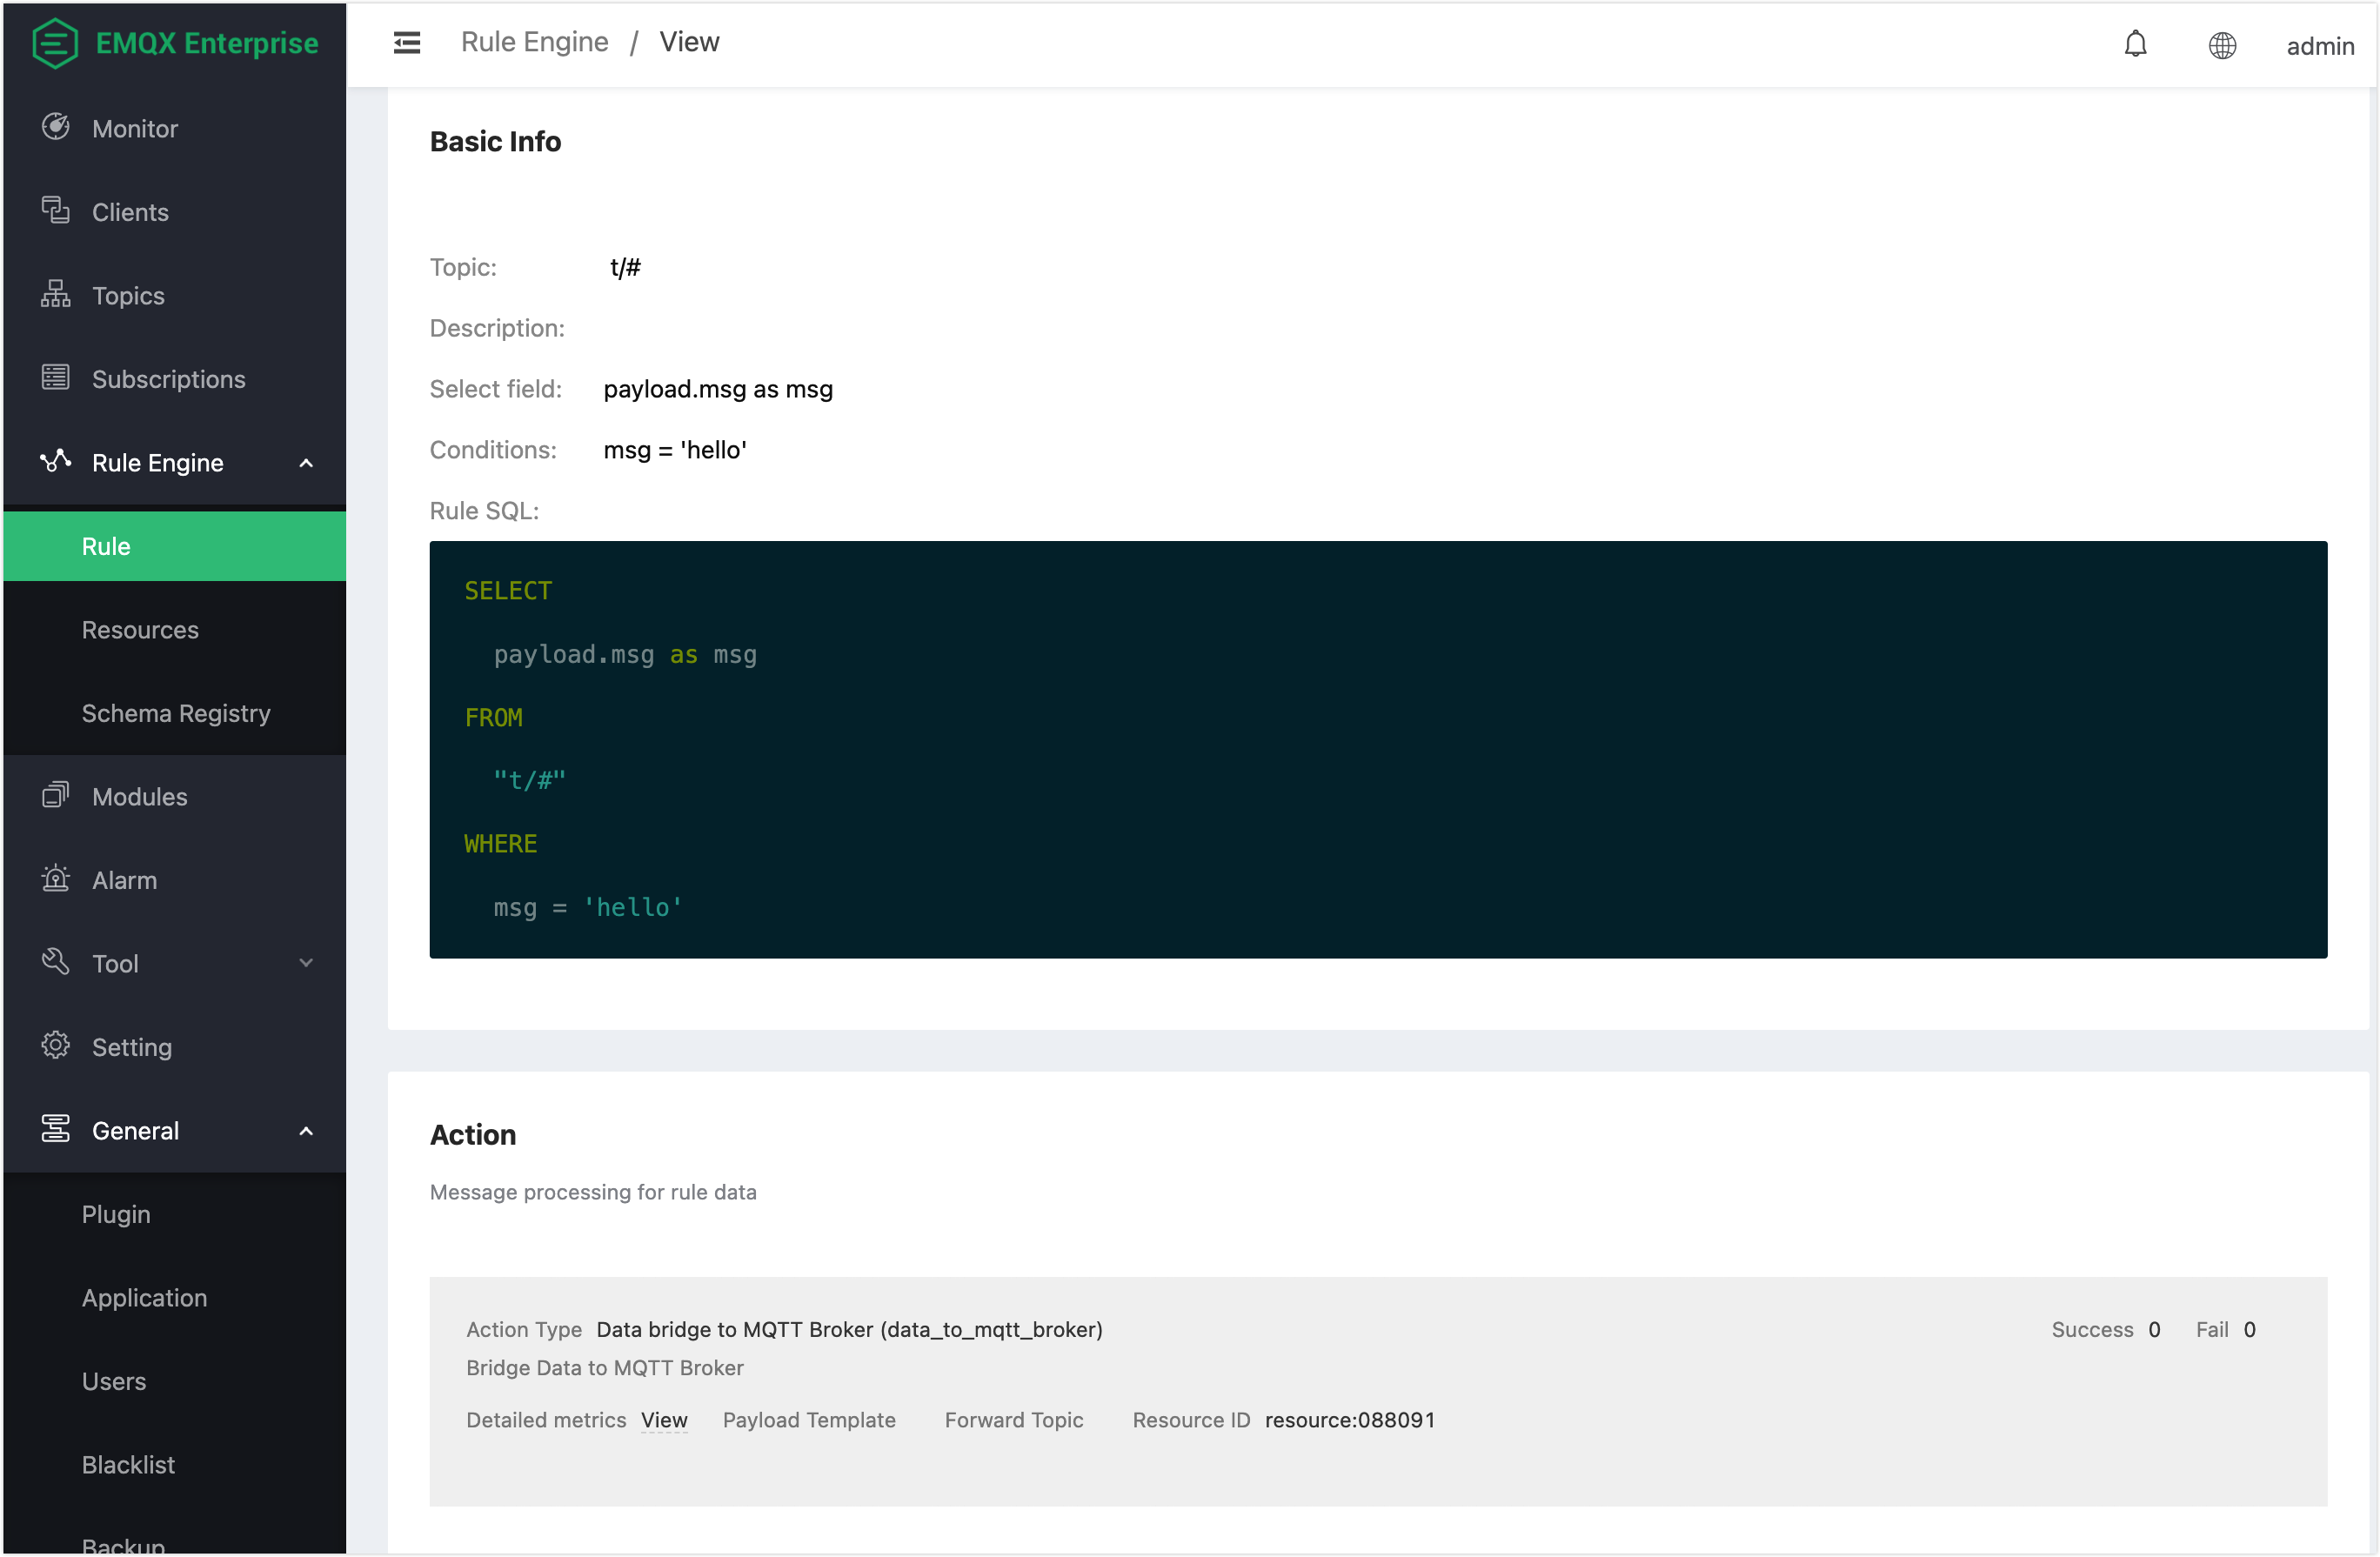 EMQX Enterprise
Rule Engine / View
admin
Monitor
Clients
Topics
Subscriptions
Rule Engine
Rule
Resources
Schema Registry
Modules
Alarm
Tool
Setting
General
Plugin
Application
Users
Blacklist
Backup
Basic Info
Topic: t/#
Description:
Select field: payload.msg as msg
Conditions: msg = 'hello'
Rule SQL:
SELECT
payload.msg as msg
FROM
"t/#"
WHERE
msg = 'hello'
Action
Message processing for rule data
Action Type Data bridge to MQTT Broker (data_to_mqtt_broker) Success 0 Fail 0
Bridge Data to MQTT Broker
Detailed metrics View Payload Template Forward Topic Resource ID resource:088091